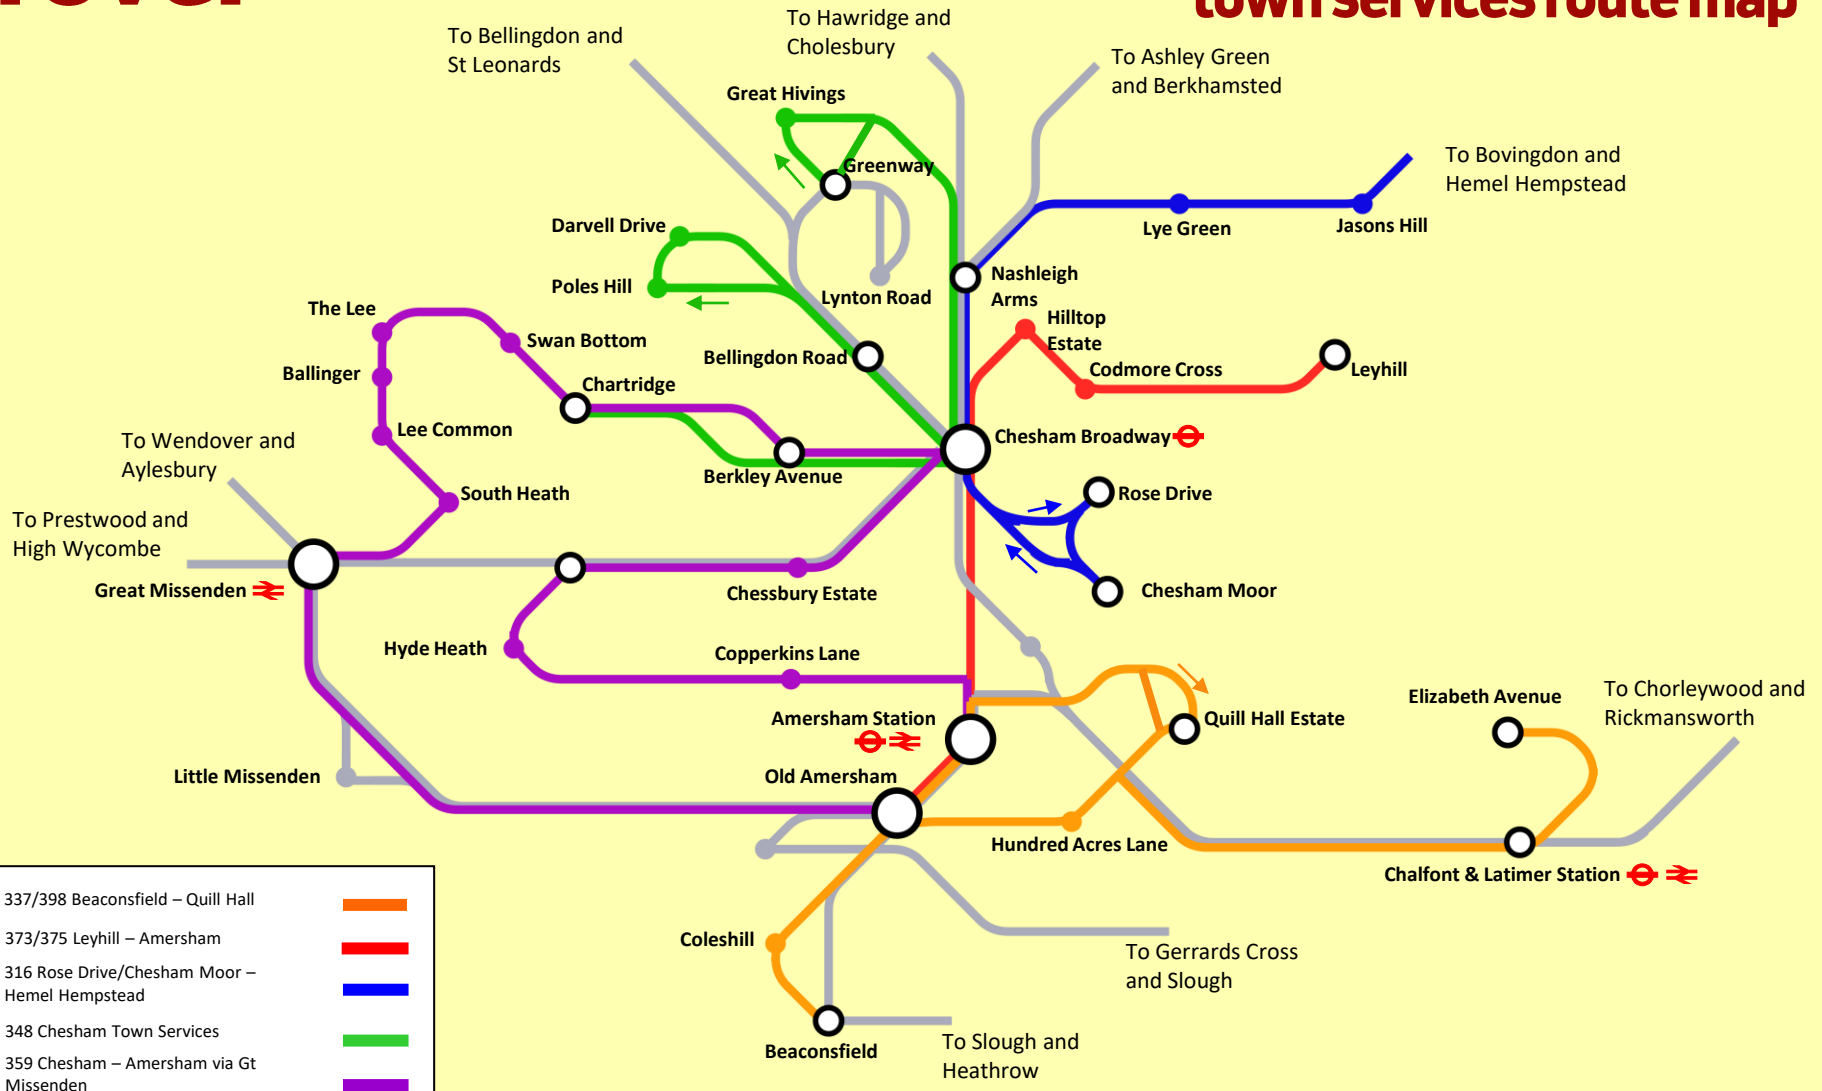 town services route map
To Hawridge and
Cholesbury
To Bellingdon and
St Leonards
To Ashley Green
and Berkhamsted
Great Hivings
To Bovingdon and
Hemel Hempstead
Greenway
Darvell Drive
Lye Green
Jasons Hill
Poles Hill
Lynton Road
Nashleigh
Arms
The Lee
Swan Bottom
Hilltop
Estate
Bellingdon Road
Ballinger
Chartridge
Codmore Cross
Leyhill
Lee Common
To Wendover and
Aylesbury
Chesham Broadway
Berkley Avenue
South Heath
Rose Drive
To Prestwood and
High Wycombe
Great Missenden
Chessbury Estate
Chesham Moor
Hyde Heath
Copperkins Lane
Amersham Station
Quill Hall Estate
Elizabeth Avenue
To Chorleywood and
Rickmansworth
Little Missenden
Old Amersham
Hundred Acres Lane
Chalfont & Latimer Station
Coleshill
To Gerrards Cross
and Slough
Beaconsfield
To Slough and
Heathrow
337/398 Beaconsfield – Quill Hall
373/375 Leyhill – Amersham
316 Rose Drive/Chesham Moor –
Hemel Hempstead
348 Chesham Town Services
359 Chesham – Amersham via Gt
Missenden